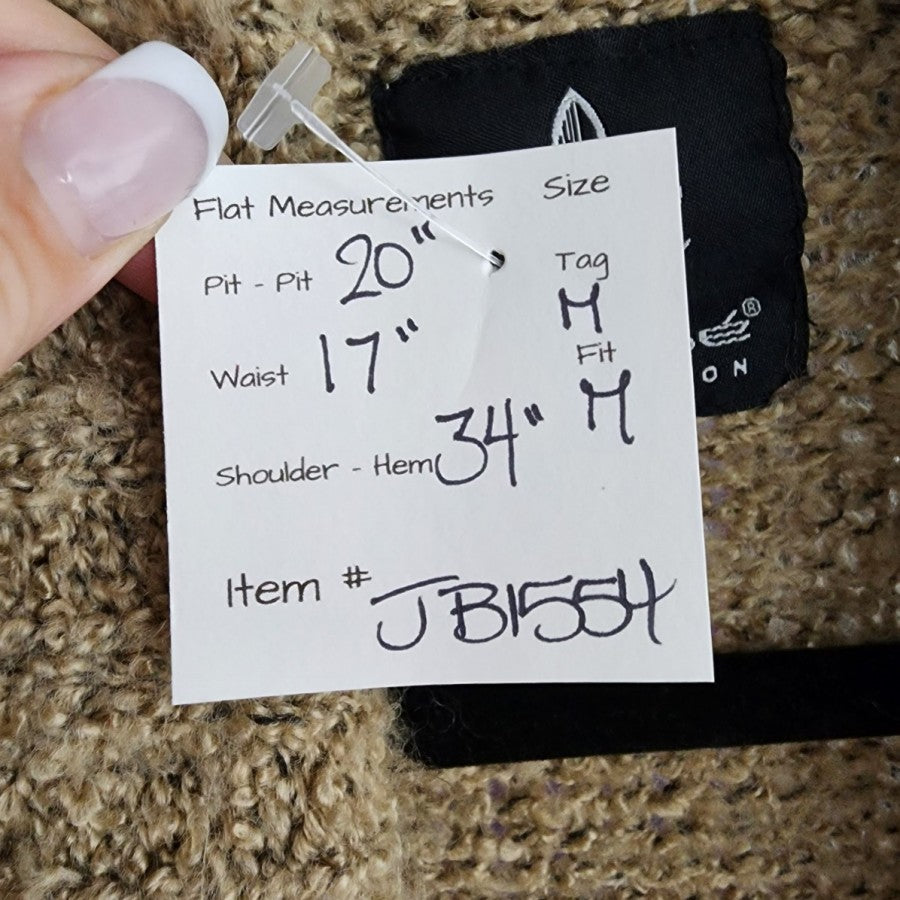 Flat Measurements Size
Pit - Pit 20"
Tag
M
Waist 17"
Fit
M
Shoulder - Hem 34"
Item # JB1554
®
ON